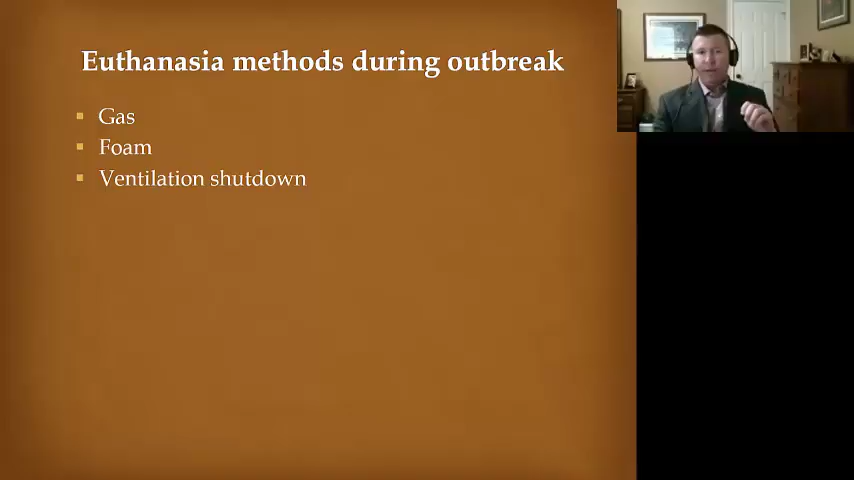 Euthanasia methods during outbreak
Gas
Foam
Ventilation shutdown